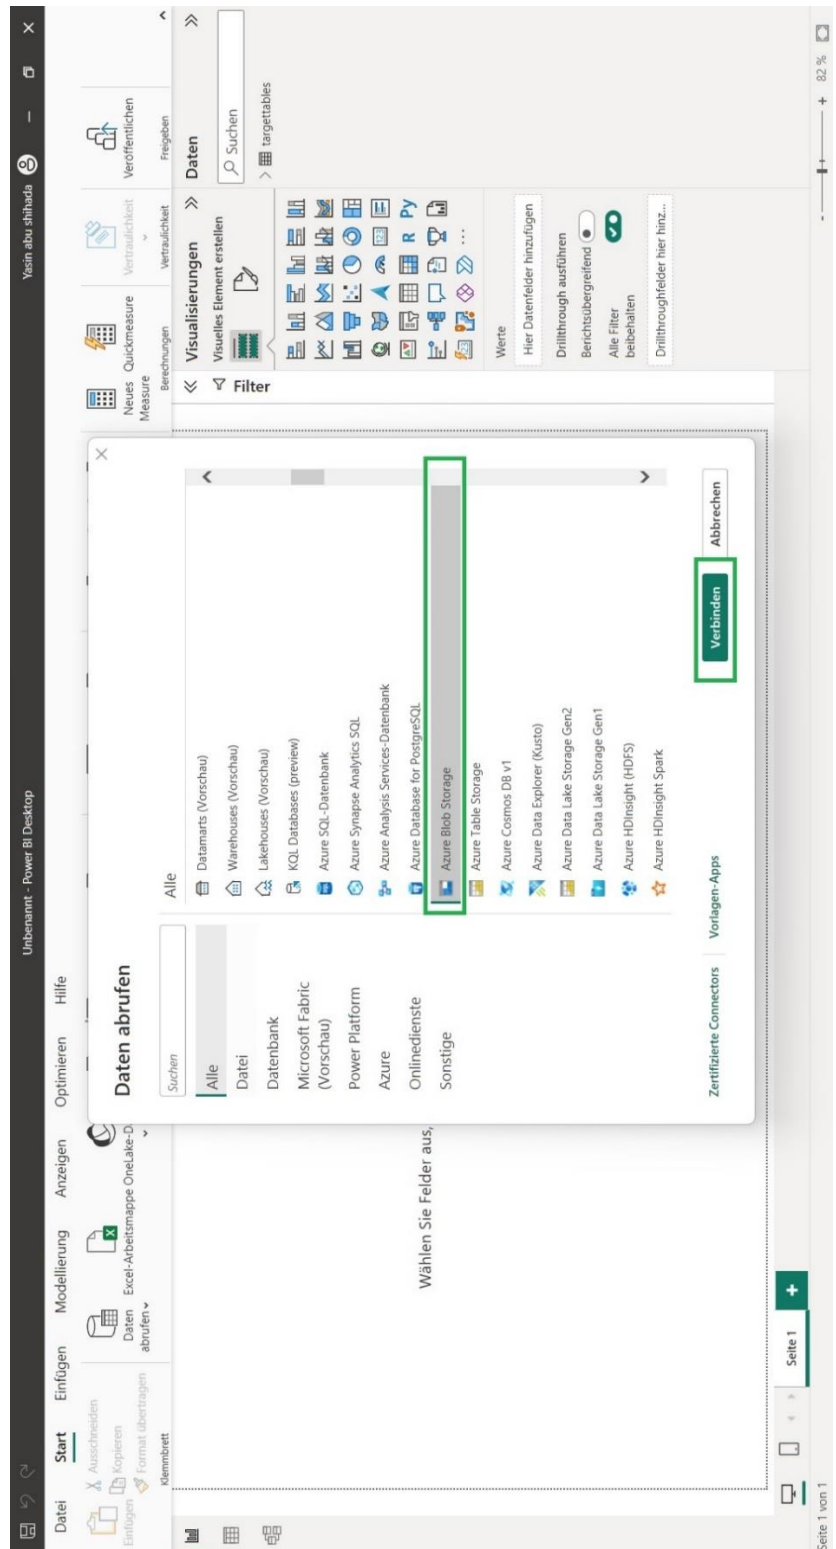 Unbenannt - Power BI Desktop
Yasin abu shihada
Datei
Start
Einfügen
Modellierung
Anzeigen
Optimieren
Hilfe
Einfügen
Ausschneiden
Kopieren
Format übertragen
Klemmbrett
Daten
abrufen
Excel-Arbeitsmappe
OneLake-D
Neues
Measure
Quickmeasure
Berechnungen
Vertraulichkeit
Vertraulichkeit
Veröffentlichen
Freigeben
Wählen Sie Felder aus,
Daten abrufen
Suchen
Alle
Datei
Datenbank
Microsoft Fabric
(Vorschau)
Power Platform
Azure
Onlinedienste
Sonstige
Alle
Datamarts (Vorschau)
Warehouses (Vorschau)
Lakehouses (Vorschau)
KQL Databases (preview)
Azure SQL-Datenbank
Azure Synapse Analytics SQL
Azure Analysis Services-Datenbank
Azure Database for PostgreSQL
Azure Blob Storage
Azure Table Storage
Azure Cosmos DB v1
Azure Data Explorer (Kusto)
Azure Data Lake Storage Gen2
Azure Data Lake Storage Gen1
Azure HDInsight (HDFS)
Azure HDInsight Spark
Zertifizierte Connectors
Vorlagen-Apps
Verbinden
Abbrechen
Filter
Visualisierungen
Visuelles Element erstellen
R
Py
123
Werte
Hier Datenfelder hinzufügen
Drillthrough ausführen
Berichtsübergreifend
Alle Filter
beibehalten
Drillthroughfelder hier hinz...
Daten
Suchen
targettables
Seite 1
Seite 1 von 1
82 %